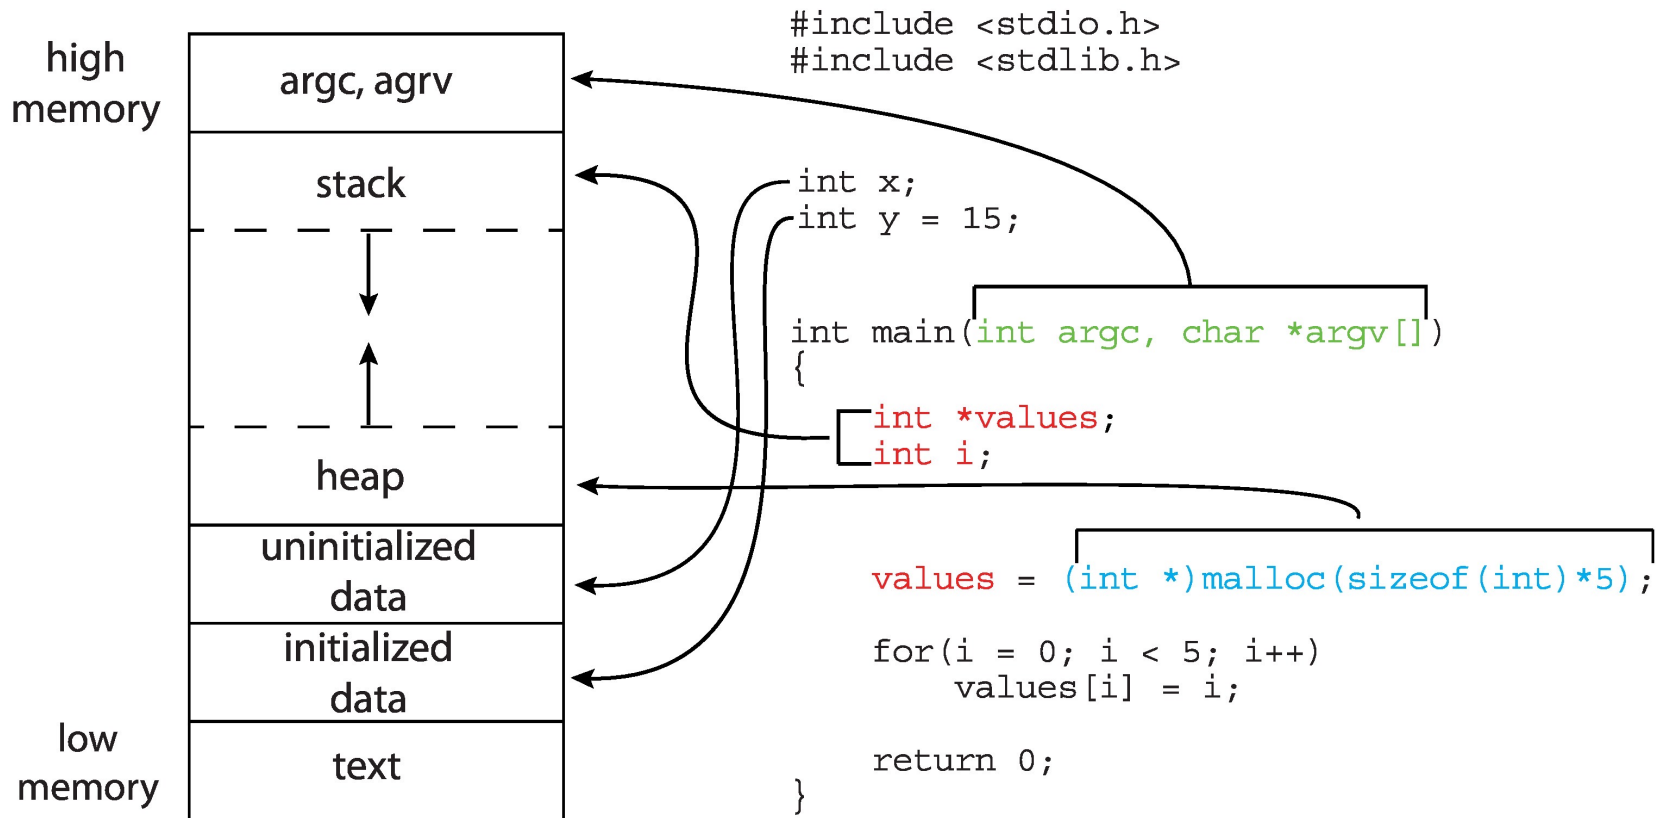 high
memory
argc, agrv
stack
heap
uninitialized
data
initialized
data
low
memory
text
#include <stdio.h>
#include <stdlib.h>
int x;
int y = 15;
int main(int argc, char *argv[])
{
int *values;
int i;
values = (int *)malloc(sizeof(int)*5);
for(i = 0; i < 5; i++)
values[i] = i;
return 0;
}